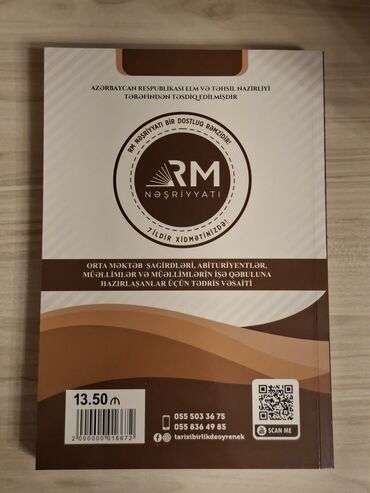 AZƏRBAYCAN RESPUBLİKASI ELM VƏ TƏHSİL NAZİRLİYİ
TƏRƏFİNDƏN TƏSDİQ EDİLMİŞDİR
RM NƏŞRİYYATI BİR DOSTLUQ RƏMZİDİR!
RM
NƏŞRİYYATI
7 İLDİR XİDMƏTİNİZDƏ!
ORTA MƏKTƏB ŞAGİRDLƏRİ, ABİTURİYENTLƏR,
MÜƏLLİMLƏR VƏ MÜƏLLİMLƏRİN İŞƏ QƏBULUNA
HAZIRLAŞANLAR ÜÇÜN TƏDRİS VƏSAİTİ
13.50 ₼
2 000000 016672
055 503 36 75
055 836 49 85
tarixibirlikdeoyrenek
SCAN ME